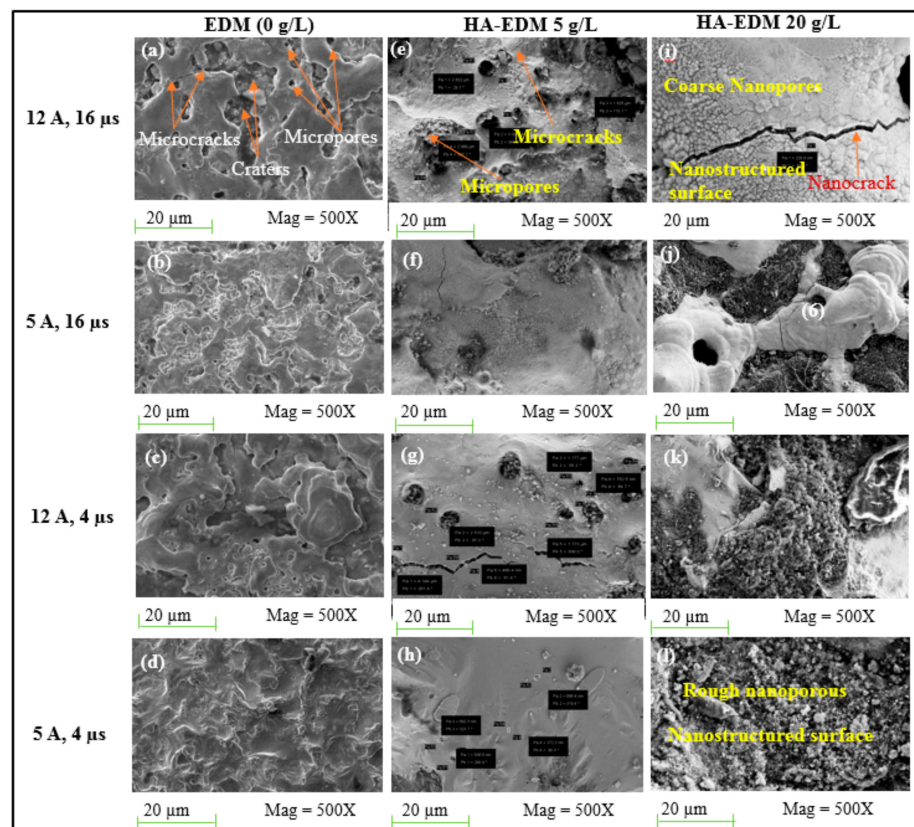 EDM (0 g/L) HA-EDM 5 g/L HA-EDM 20 g/L
12 A, 16 µs
(a) (e) (i)
Microcracks Micropores Craters
Microcracks Micropores
Coarse Nanopores
Nanostructured surface
Nanocrack
20 µm Mag = 500X 20 µm Mag = 500X 20 µm Mag = 500X
5 A, 16 µs
(b) (f) (j)
(6)
20 µm Mag = 500X 20 µm Mag = 500X 20 µm Mag = 500X
12 A, 4 µs
(c) (g) (k)
20 µm Mag = 500X 20 µm Mag = 500X 20 µm Mag = 500X
5 A, 4 µs
(d) (h) (l)
Rough nanoporous
Nanostructured surface
20 µm Mag = 500X 20 µm Mag = 500X 20 µm Mag = 500X